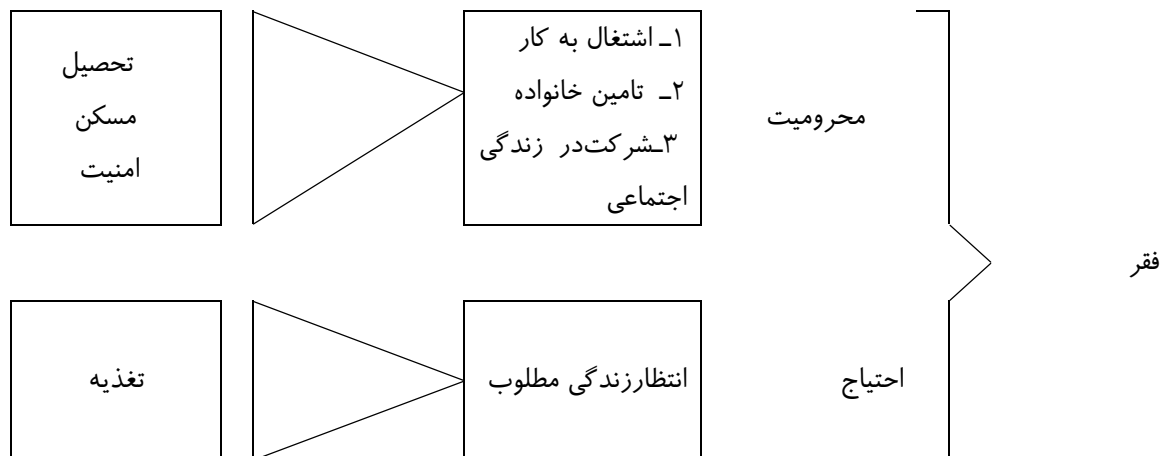 فقر
محرومیت
۱ـ اشتغال به کار
۲ـ تامین خانواده
۳ـشرکت‌در زندگی
اجتماعی
تحصیل
مسکن
امنیت
احتیاج
انتظارزندگی مطلوب
تغذیه